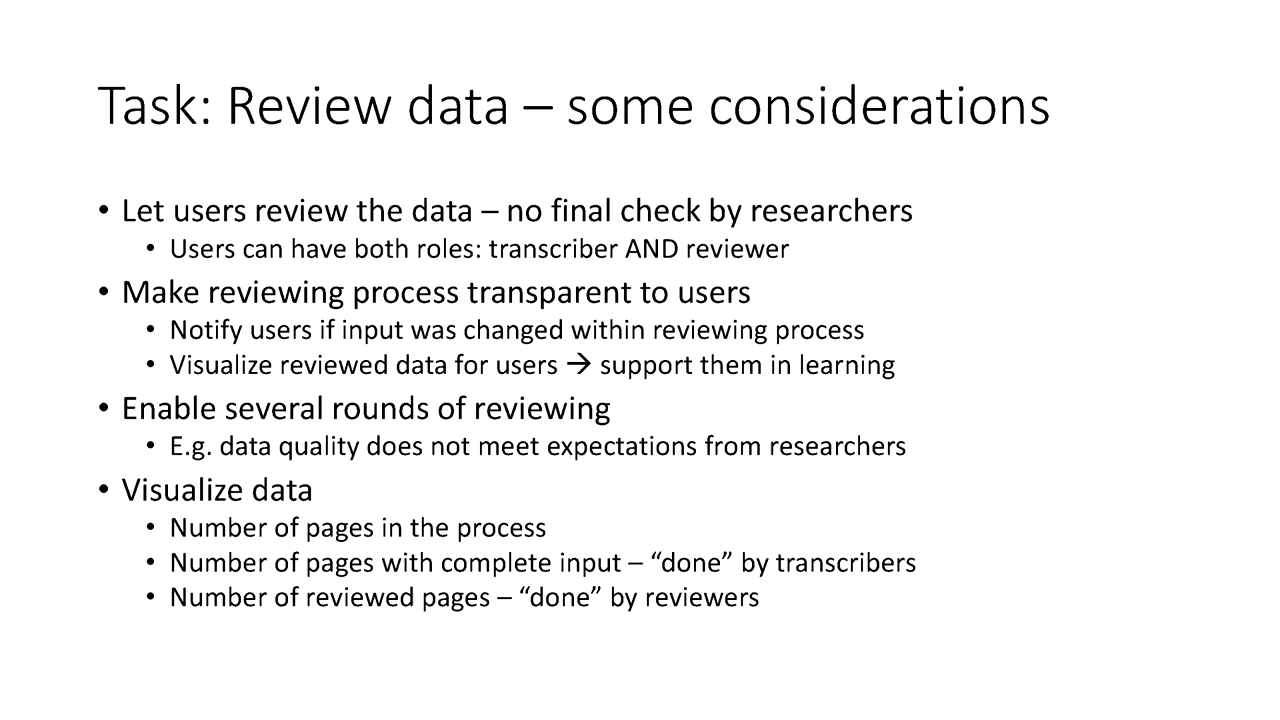 Task: Review data – some considerations
• Let users review the data – no final check by researchers
• Users can have both roles: transcriber AND reviewer
• Make reviewing process transparent to users
• Notify users if input was changed within reviewing process
• Visualize reviewed data for users → support them in learning
• Enable several rounds of reviewing
• E.g. data quality does not meet expectations from researchers
• Visualize data
• Number of pages in the process
• Number of pages with complete input – “done” by transcribers
• Number of reviewed pages – “done” by reviewers